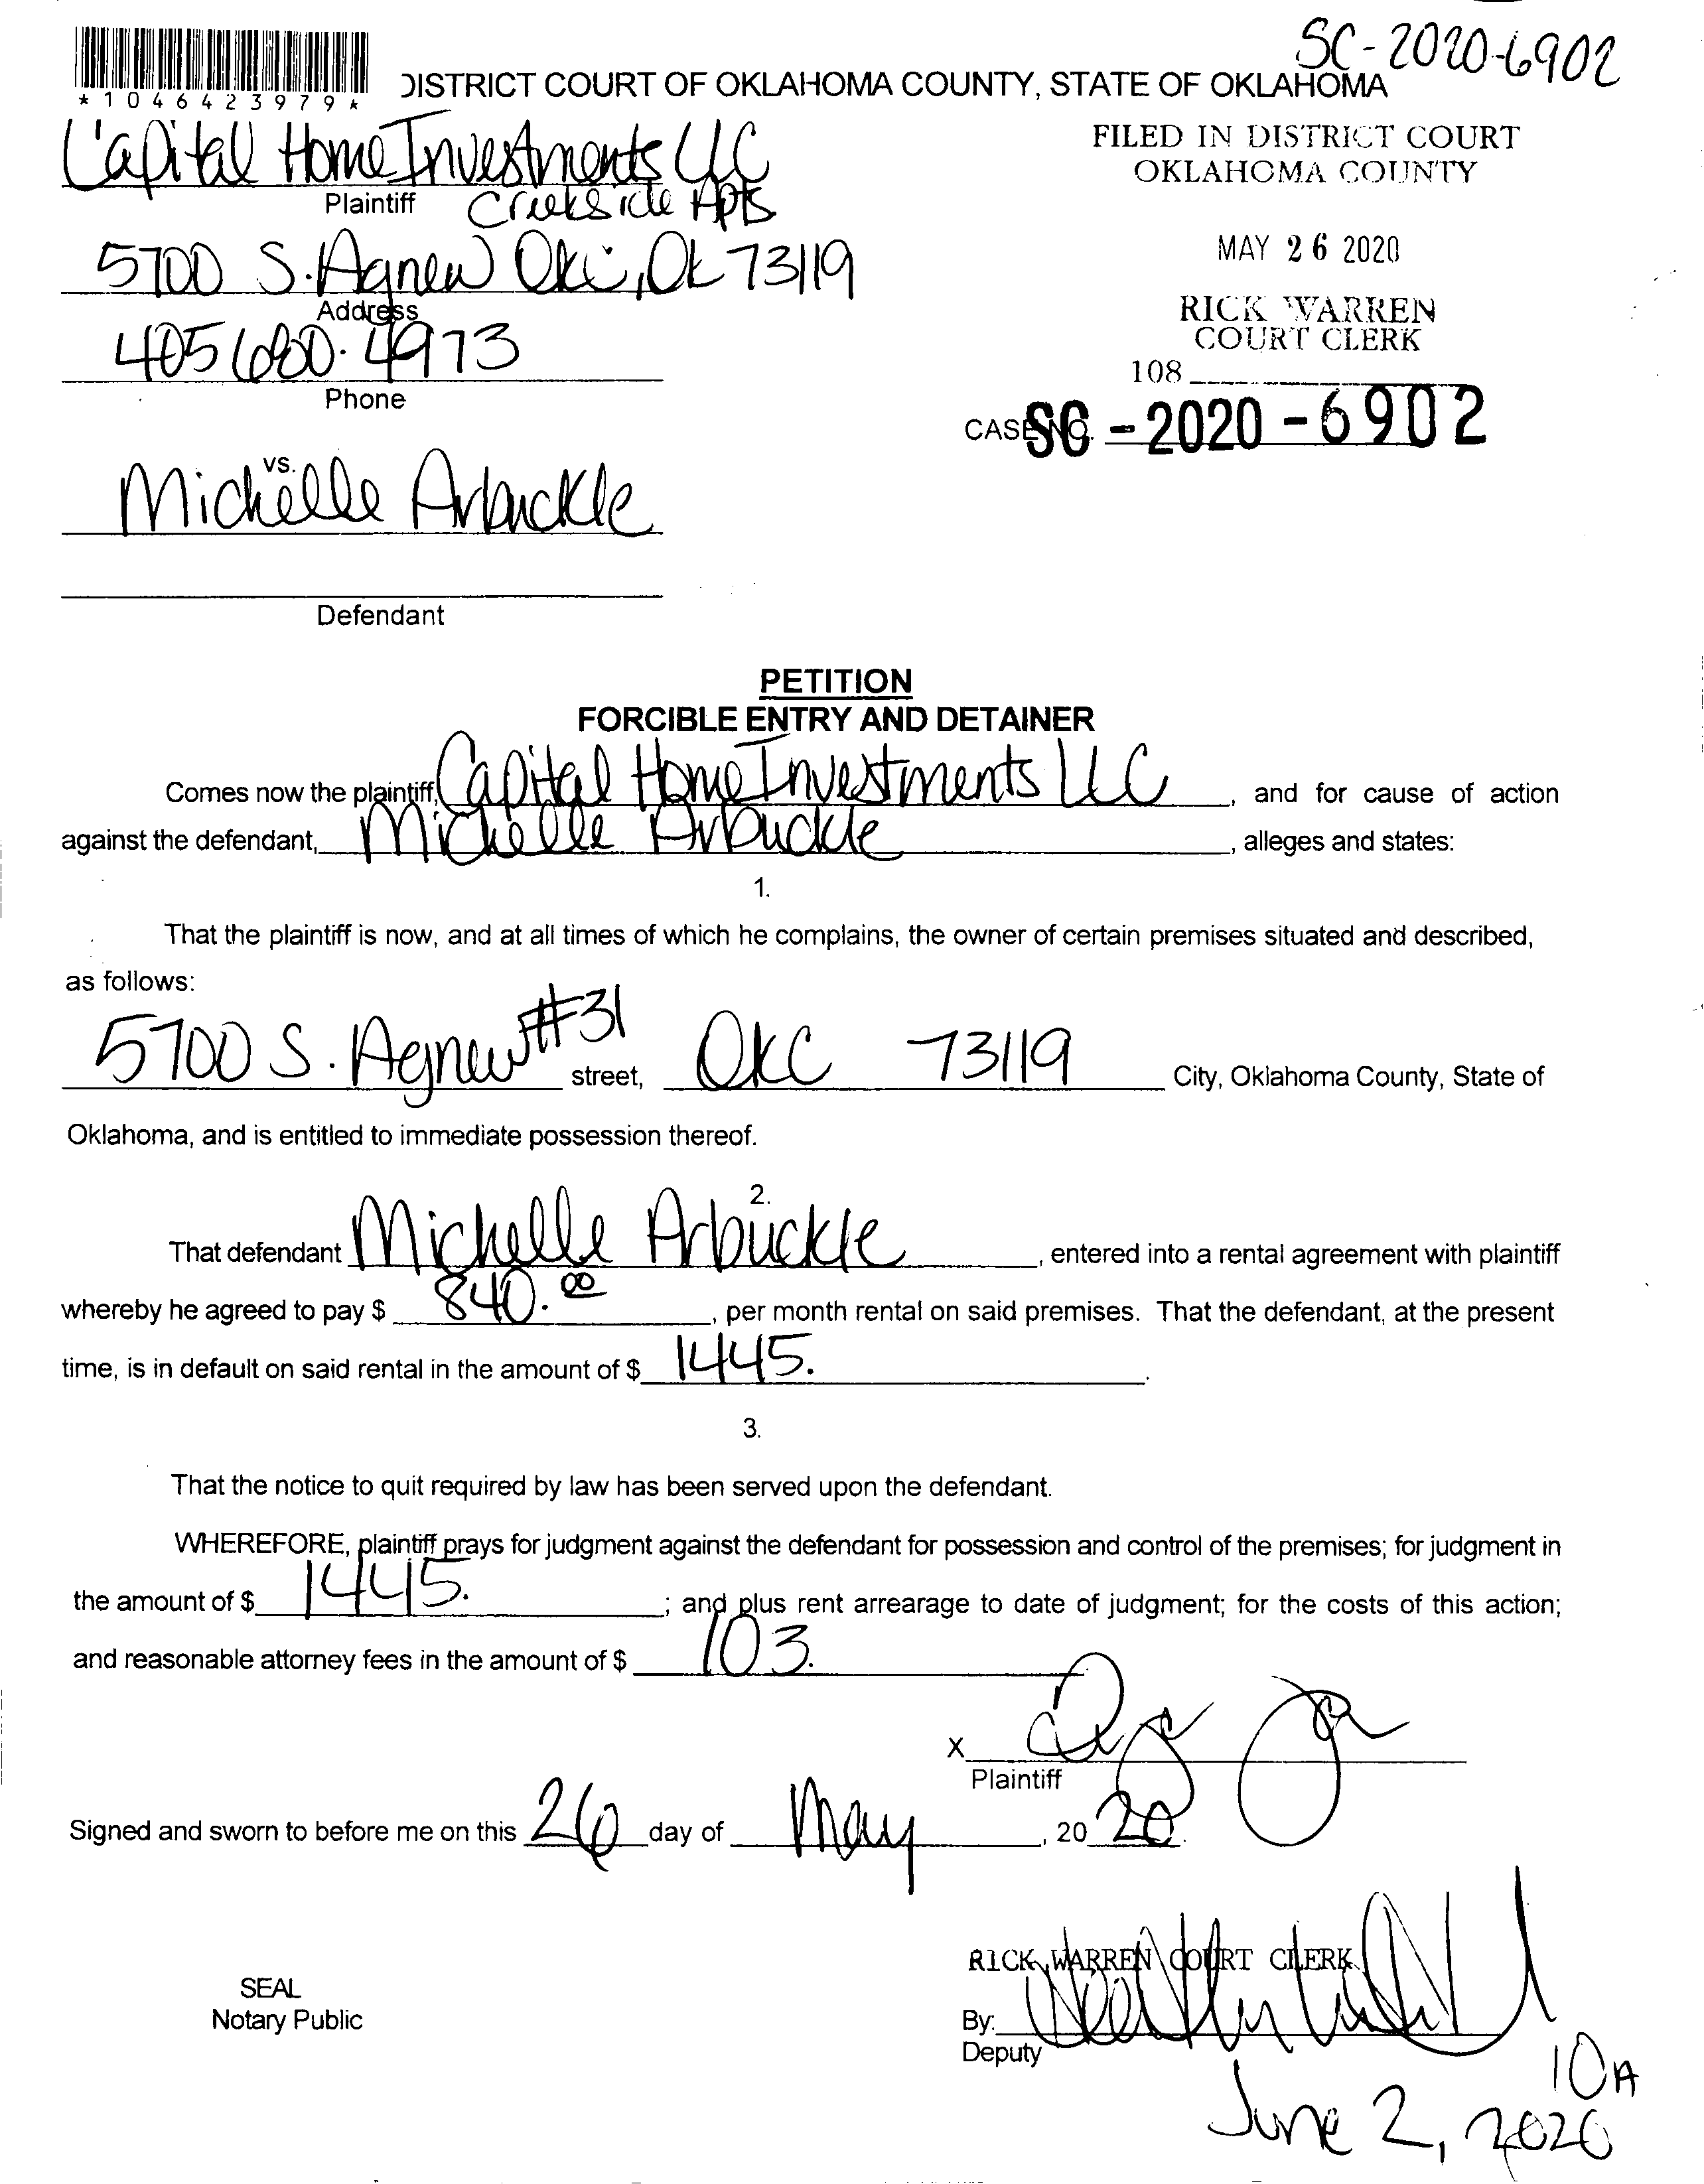 SC-2020-6902
*1046423979*
DISTRICT COURT OF OKLAHOMA COUNTY, STATE OF OKLAHOMA
Capital Home Investments LLC
Plaintiff Creekside Apts
5700 S. Agnew Okc, Ok 73119
Address
405 680.4973
Phone
FILED IN DISTRICT COURT
OKLAHOMA COUNTY
MAY 26 2020
RICK WARREN
COURT CLERK
108
CASE NO. SC-2020-6902
vs.
Michelle Arbuckle
Defendant
PETITION
FORCIBLE ENTRY AND DETAINER
Comes now the plaintiff, Capital Home Investments LLC, and for cause of action
against the defendant, Michelle Arbuckle, alleges and states:
1.
That the plaintiff is now, and at all times of which he complains, the owner of certain premises situated and described,
as follows:
5700 S. Agnew #31 street, OKC 73119 City, Oklahoma County, State of
Oklahoma, and is entitled to immediate possession thereof.
2.
That defendant Michelle Arbuckle, entered into a rental agreement with plaintiff
whereby he agreed to pay $ 840.00, per month rental on said premises. That the defendant, at the present
time, is in default on said rental in the amount of $ 1445.
3.
That the notice to quit required by law has been served upon the defendant.
WHEREFORE, plaintiff prays for judgment against the defendant for possession and control of the premises; for judgment in
the amount of $ 1445.; and plus rent arrearage to date of judgment; for the costs of this action;
and reasonable attorney fees in the amount of $ 103.
X
Plaintiff
Signed and sworn to before me on this 26 day of May, 2020.
RICK WARREN COURT CLERK
SEAL
Notary Public
By:
Deputy
10A
June 2, 2020